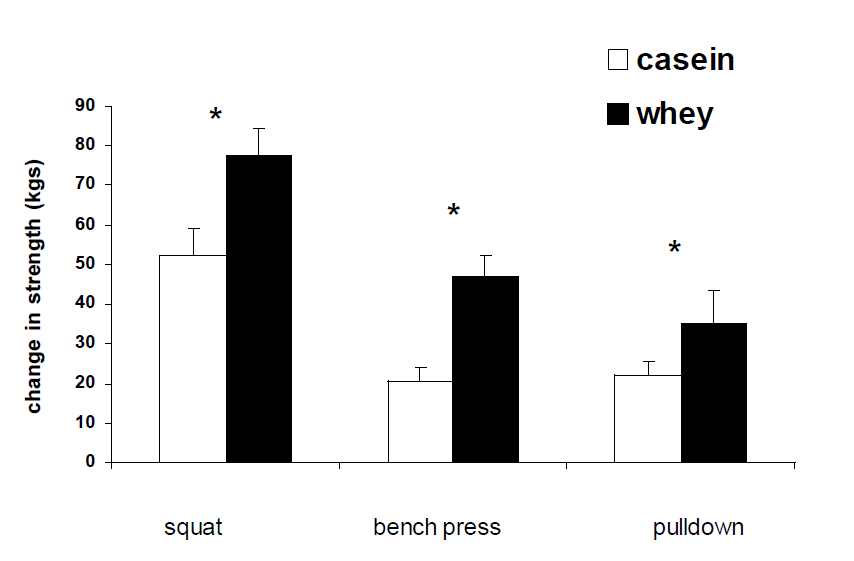 casein
whey
change in strength (kgs)
90
80
70
60
50
40
30
20
10
0
*
*
*
squat
bench press
pulldown